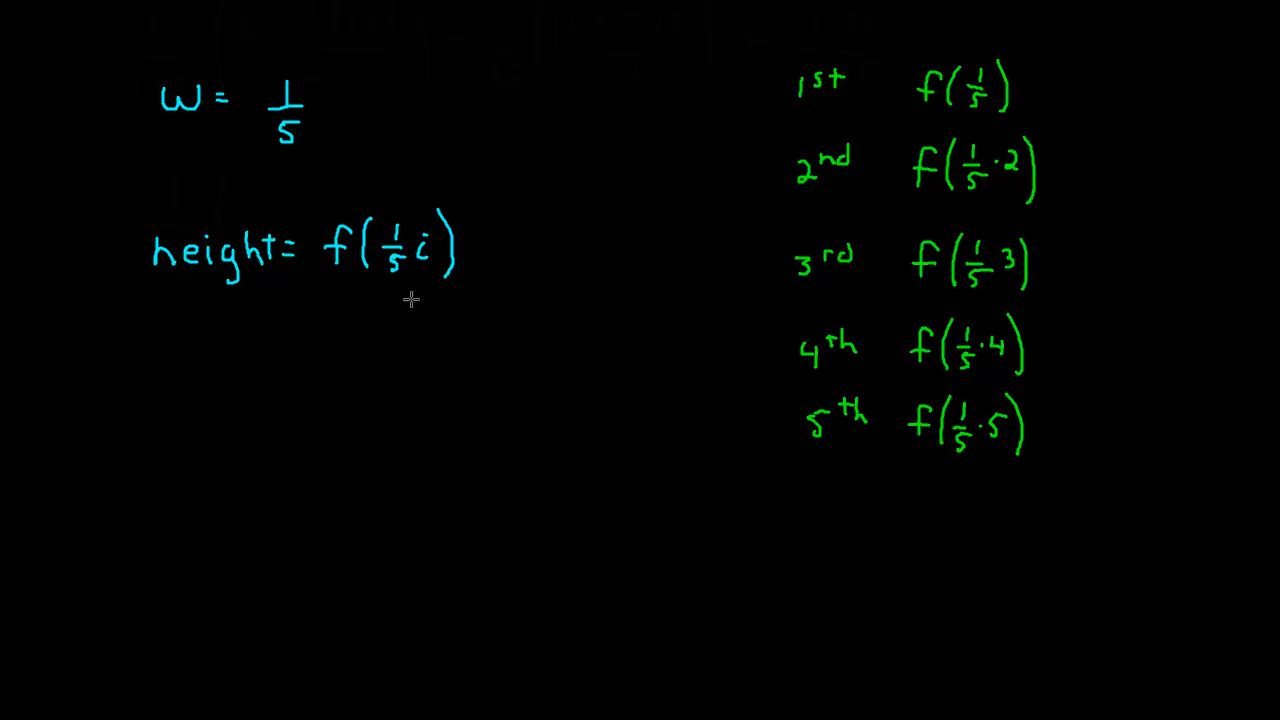 w = 1/5
height = f(1/5 i)
1st f(1/5)
2nd f(1/5 · 2)
3rd f(1/5 3)
4th f(1/5 · 4)
5th f(1/5 · 5)